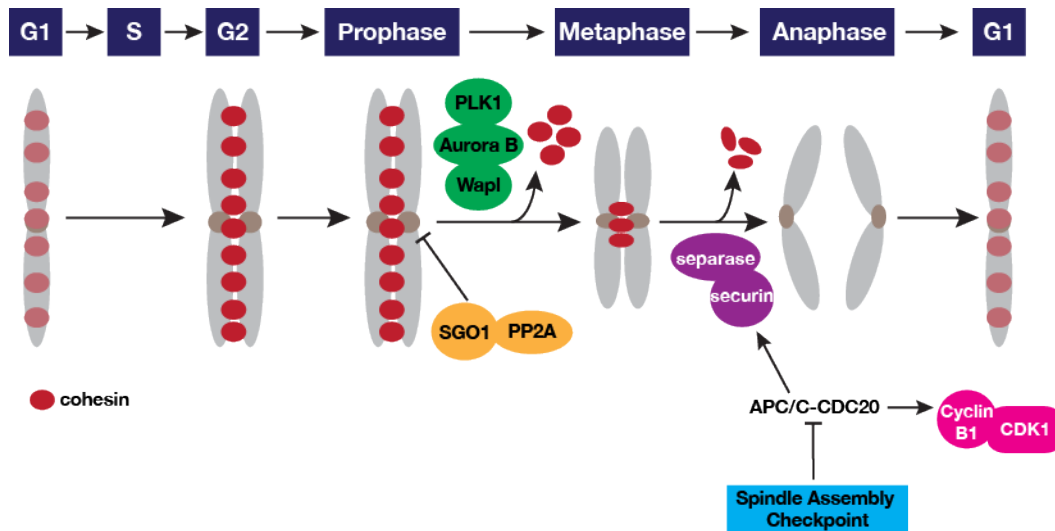 G1
S
G2
Prophase
Metaphase
Anaphase
G1
PLK1
Aurora B
Wapl
separase
securin
SGO1
PP2A
cohesin
APC/C-CDC20
Cyclin
B1
CDK1
Spindle Assembly
Checkpoint